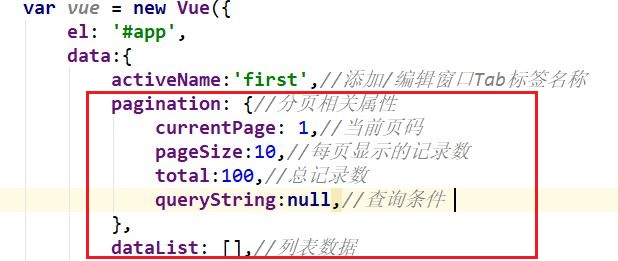 var vue = new Vue({
el: '#app',
data:{
activeName:'first',//添加/编辑窗口Tab标签名称
pagination: {//分页相关属性
currentPage: 1,//当前页码
pageSize:10,//每页显示的记录数
total:100,//总记录数
queryString:null,//查询条件
},
dataList: [],//列表数据